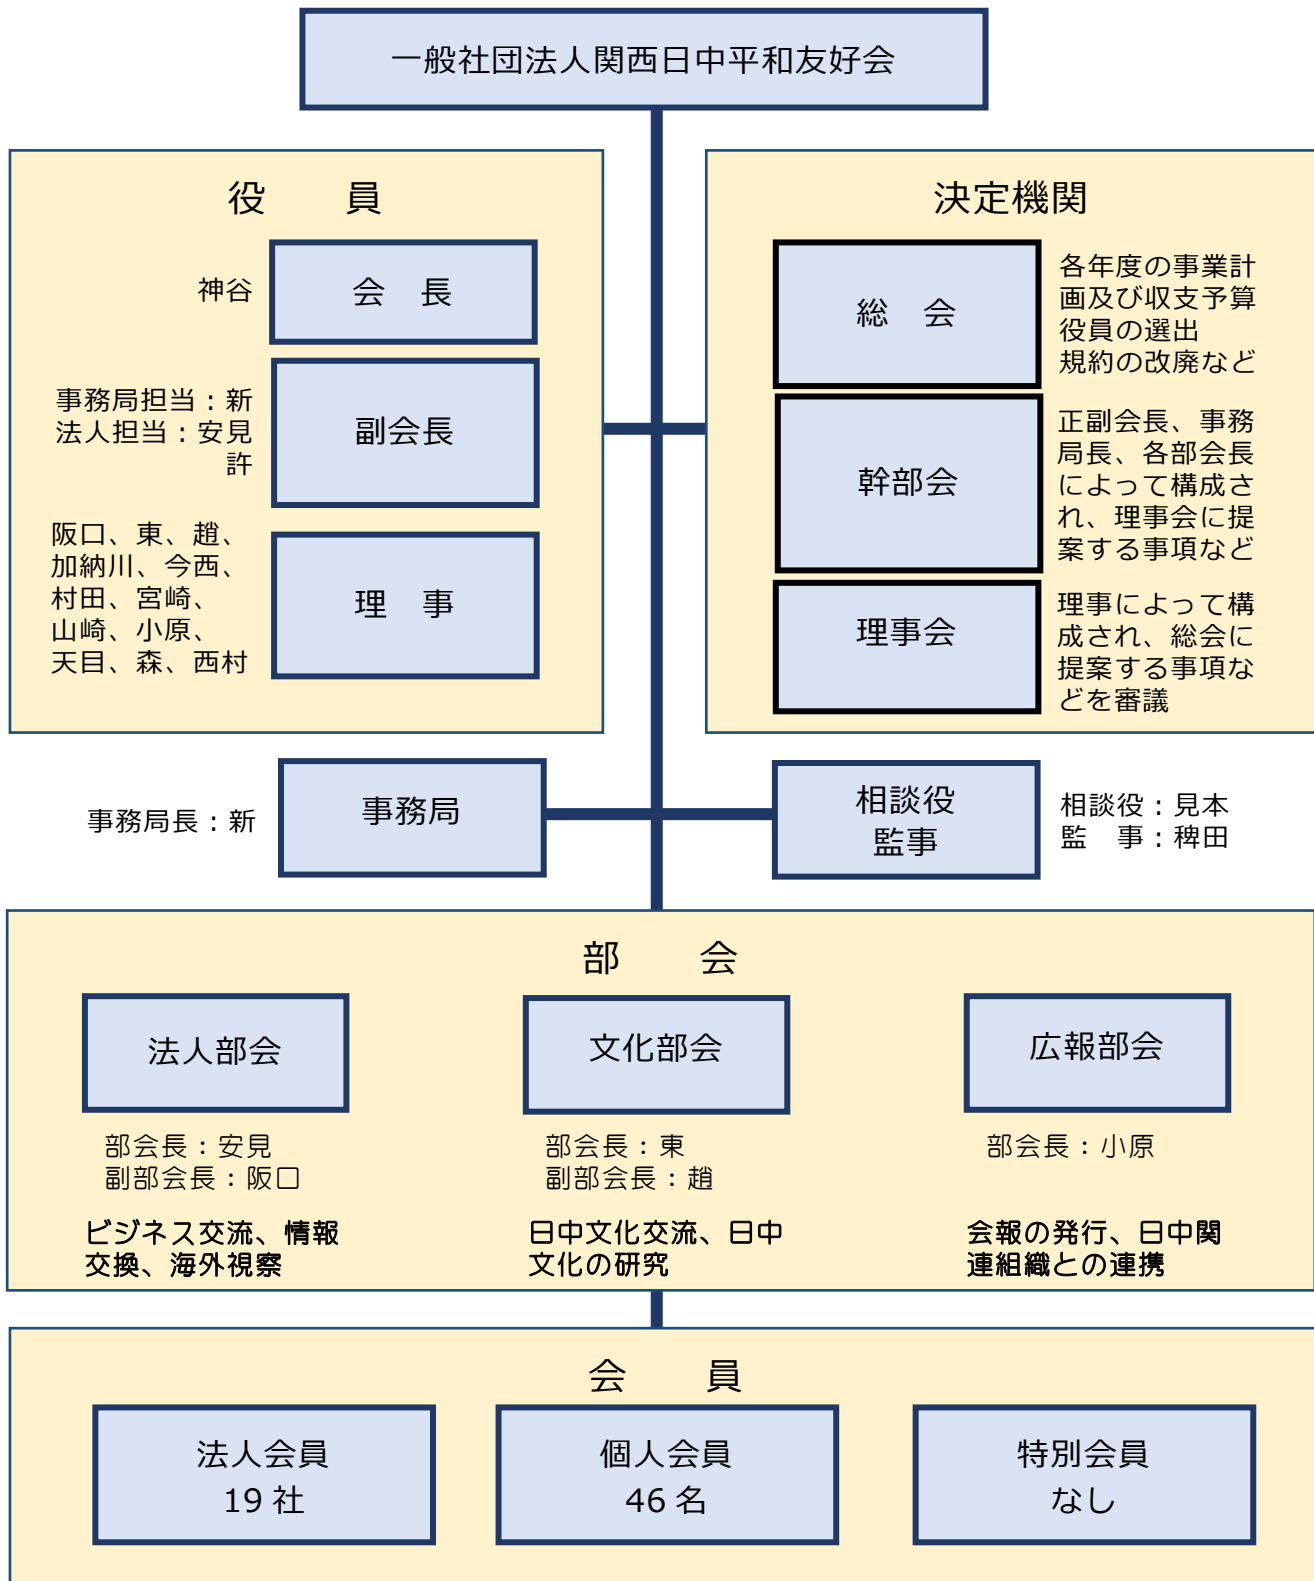 一般社団法人関西日中平和友好会
役　員
神谷
会　長
事務局担当：新
法人担当：安見
許
副会長
阪口、東、趙、
加納川、今西、
村田、宮崎、
山崎、小原、
天目、森、西村
理　事
決定機関
総　会
各年度の事業計
画及び収支予算
役員の選出
規約の改廃など
幹部会
正副会長、事務
局長、各部会長
によって構成さ
れ、理事会に提
案する事項など
理事会
理事によって構
成され、総会に
提案する事項な
どを審議
事務局長：新
事務局
相談役
監事
相談役：見本
監　事：稗田
部　会
法人部会
部会長：安見
副部会長：阪口
ビジネス交流、情報
交換、海外視察
文化部会
部会長：東
副部会長：趙
日中文化交流、日中
文化の研究
広報部会
部会長：小原
会報の発行、日中関
連組織との連携
会　員
法人会員
19 社
個人会員
46 名
特別会員
なし